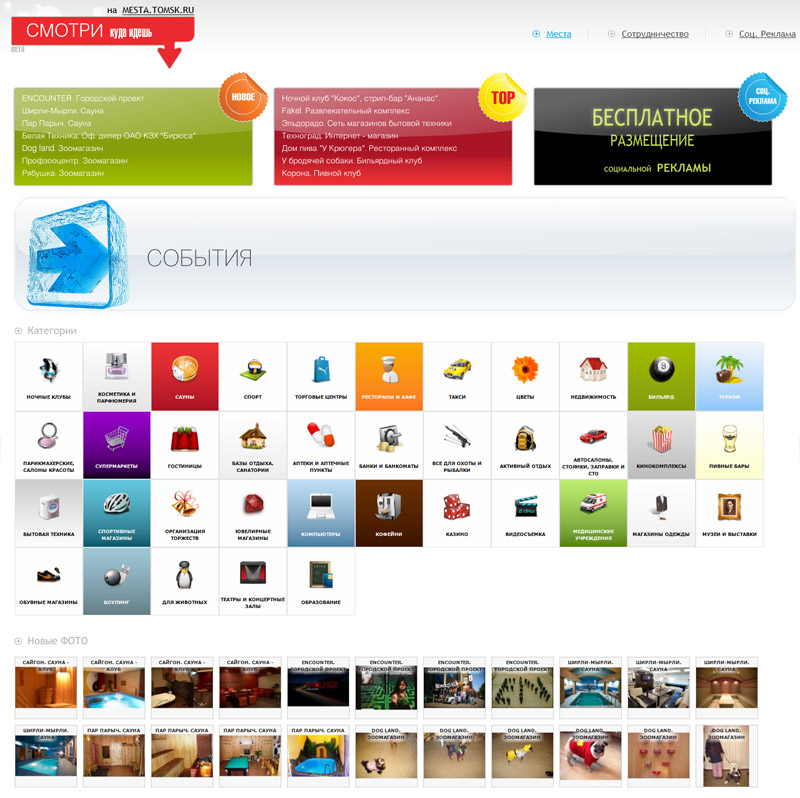 на MESTA.TOMSK.RU
СМОТРИ куда идешь
BETA
Места
Сотрудничество
Соц. Реклама
ENCOUNTER. Городской проект
Ширли-Мырли. Сауна
Пар Парыч. Сауна
Белая Техника. Оф. дилер ОАО КЗХ "Бирюса"
Dog land. Зоомагазин
Профзооцентр. Зоомагазин
Рябушка. Зоомагазин
НОВОЕ
Ночной клуб "Кокос", стрип-бар "Ананас".
Fakel. Развлекательный комплекс
Эльдорадо. Сеть магазинов бытовой техники
Техноград. Интернет - магазин
Дом пива "У Крюгера". Ресторанный комплекс
У бродячей собаки. Бильярдный клуб
Корона. Пивной клуб
TOP
БЕСПЛАТНОЕ
РАЗМЕЩЕНИЕ
СОЦИАЛЬНОЙ РЕКЛАМЫ
СОЦ.
РЕКЛАМА
СОБЫТИЯ
Категории
НОЧНЫЕ КЛУБЫ
КОСМЕТИКА И
ПАРФЮМЕРИЯ
САУНЫ
СПОРТ
ТОРГОВЫЕ ЦЕНТРЫ
РЕСТОРАНЫ И КАФЕ
ТАКСИ
ЦВЕТЫ
НЕДВИЖИМОСТЬ
8
БИЛЬЯРД
ТУРИЗМ
ПАРИКМАХЕРСКИЕ,
САЛОНЫ КРАСОТЫ
СУПЕРМАРКЕТЫ
ГОСТИНИЦЫ
БАЗЫ ОТДЫХА,
САНАТОРИИ
АПТЕКИ И АПТЕЧНЫЕ
ПУНКТЫ
БАНКИ И БАНКОМАТЫ
ВСЕ ДЛЯ ОХОТЫ И
РЫБАЛКИ
АКТИВНЫЙ ОТДЫХ
АВТОСАЛОНЫ,
СТОЯНКИ, ЗАПРАВКИ И
СТО
КИНОКОМПЛЕКСЫ
ПИВНЫЕ БАРЫ
БЫТОВАЯ ТЕХНИКА
СПОРТИВНЫЕ
МАГАЗИНЫ
ОРГАНИЗАЦИЯ
ТОРЖЕСТВ
ЮВЕЛИРНЫЕ
МАГАЗИНЫ
КОМПЬЮТЕРЫ
КОФЕЙНИ
КАЗИНО
ВИДЕОСЪЕМКА
МЕДИЦИНСКИЕ
УЧРЕЖДЕНИЯ
МАГАЗИНЫ ОДЕЖДЫ
МУЗЕИ И ВЫСТАВКИ
ОБУВНЫЕ МАГАЗИНЫ
БОУЛИНГ
ДЛЯ ЖИВОТНЫХ
ТЕАТРЫ И КОНЦЕРТНЫЕ
ЗАЛЫ
ОБРАЗОВАНИЕ
Новые ФОТО
САЙГОН. САУНА -
КЛУБ
САЙГОН. САУНА -
КЛУБ
САЙГОН. САУНА -
КЛУБ
САЙГОН. САУНА -
КЛУБ
ENCOUNTER.
ГОРОДСКОЙ ПРОЕКТ
ENCOUNTER.
ГОРОДСКОЙ ПРОЕКТ
ENCOUNTER.
ГОРОДСКОЙ ПРОЕКТ
ENCOUNTER.
ГОРОДСКОЙ ПРОЕКТ
ШИРЛИ-МЫРЛИ.
САУНА
ШИРЛИ-МЫРЛИ.
САУНА
ШИРЛИ-МЫРЛИ.
САУНА
ШИРЛИ-МЫРЛИ.
САУНА
ПАР ПАРЫЧ. САУНА
ПАР ПАРЫЧ. САУНА
ПАР ПАРЫЧ. САУНА
ПАР ПАРЫЧ. САУНА
DOG LAND.
ЗООМАГАЗИН
DOG LAND.
ЗООМАГАЗИН
DOG LAND.
ЗООМАГАЗИН
DOG LAND.
ЗООМАГАЗИН
DOG LAND.
ЗООМАГАЗИН
DOG LAND.
ЗООМАГАЗИН